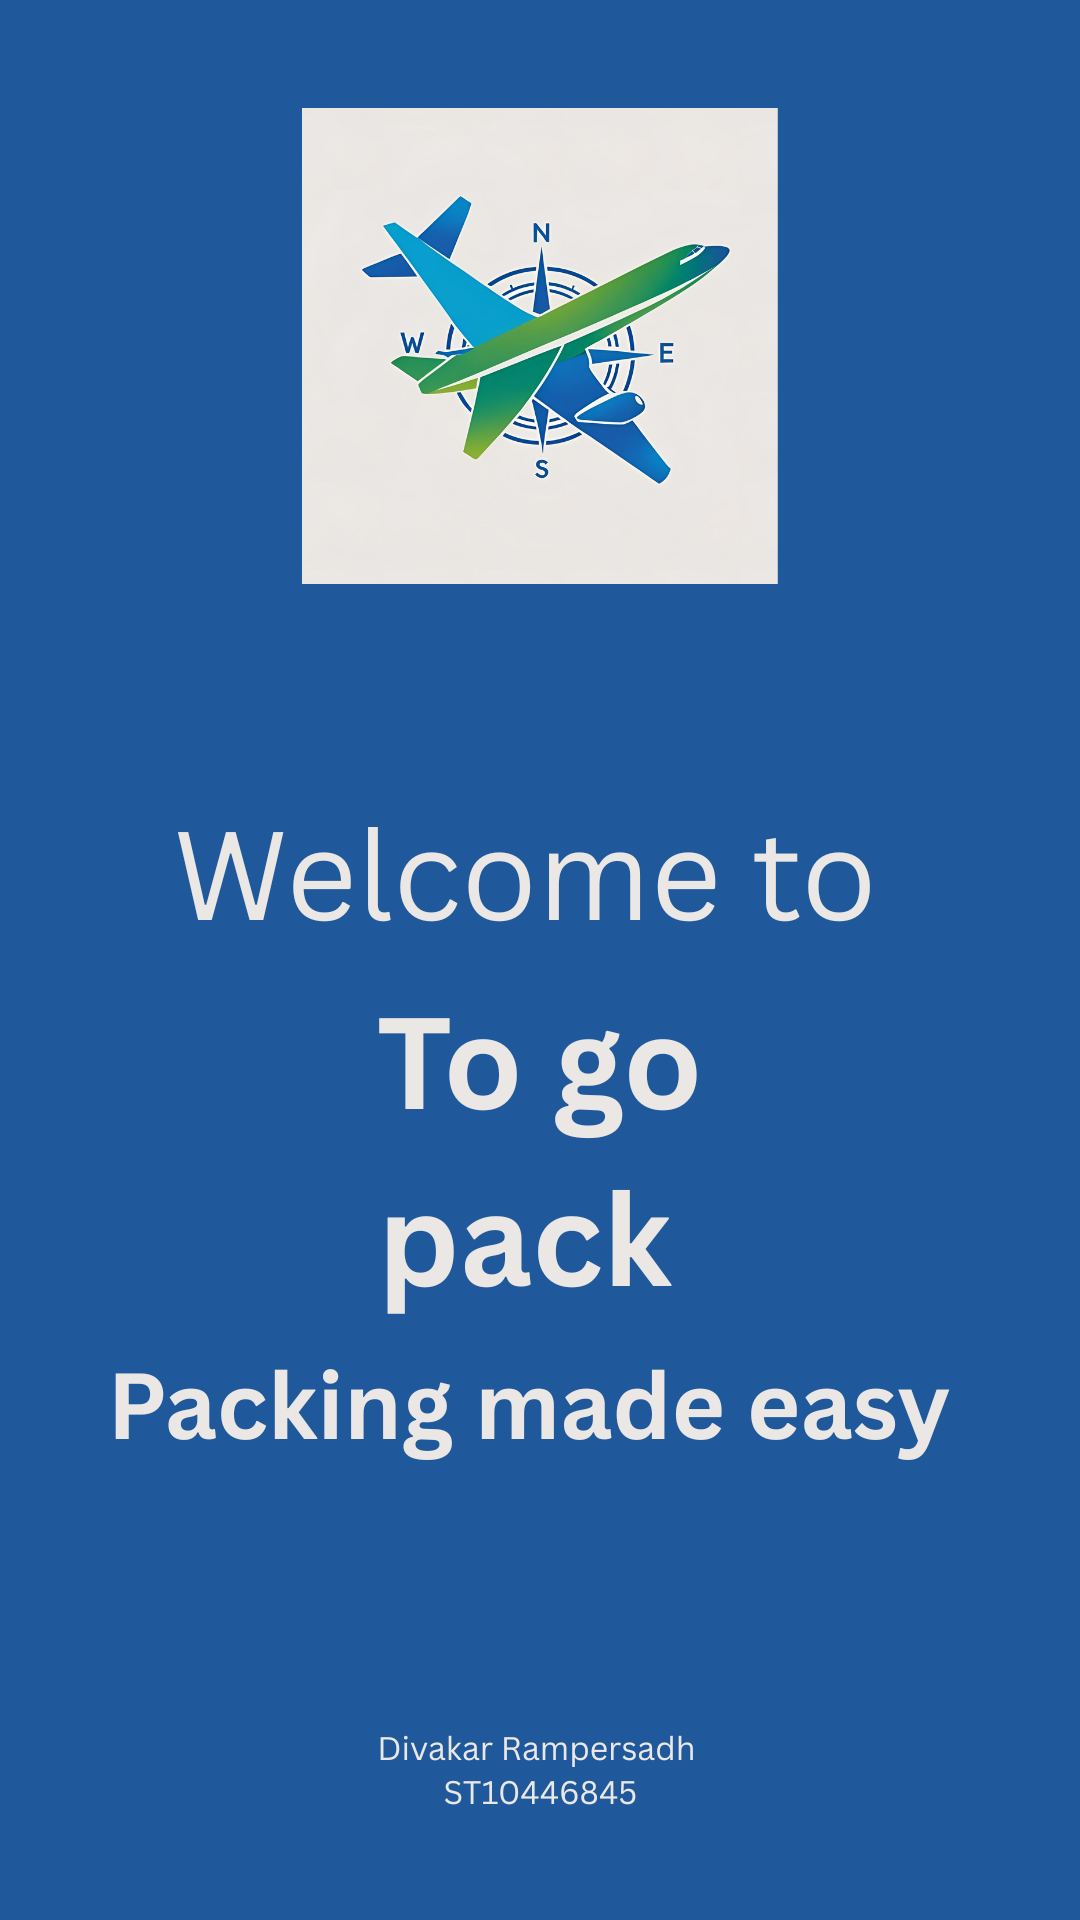 N
W
E
S
Welcome to
To go
pack
Packing made easy
Divakar Rampersadh
ST10446845